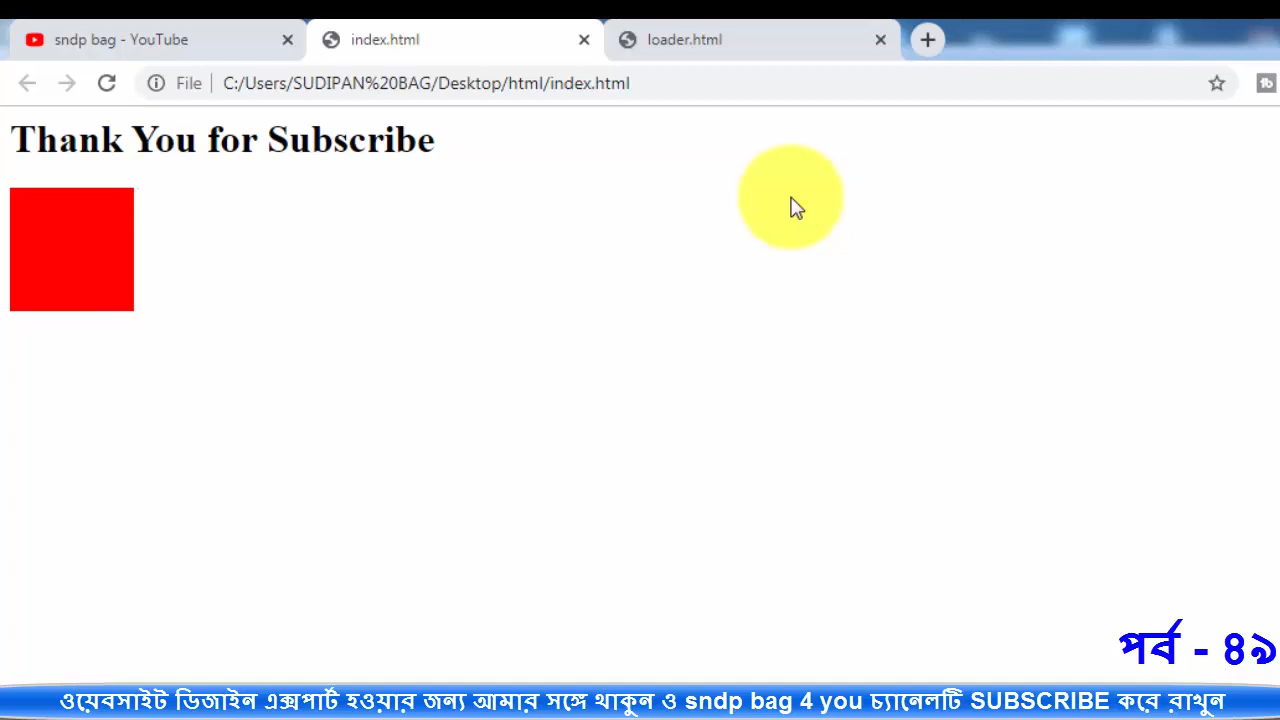 sndp bag - YouTube
index.html
loader.html
File
C:/Users/SUDIPAN%20BAG/Desktop/html/index.html
Thank You for Subscribe
পর্ব - ৪৯
ওয়েবসাইট ডিজাইন এক্সপার্ট হওয়ার জন্য আমার সঙ্গে থাকুন ও sndp bag 4 you চ্যানেলটি SUBSCRIBE করে রাখুন